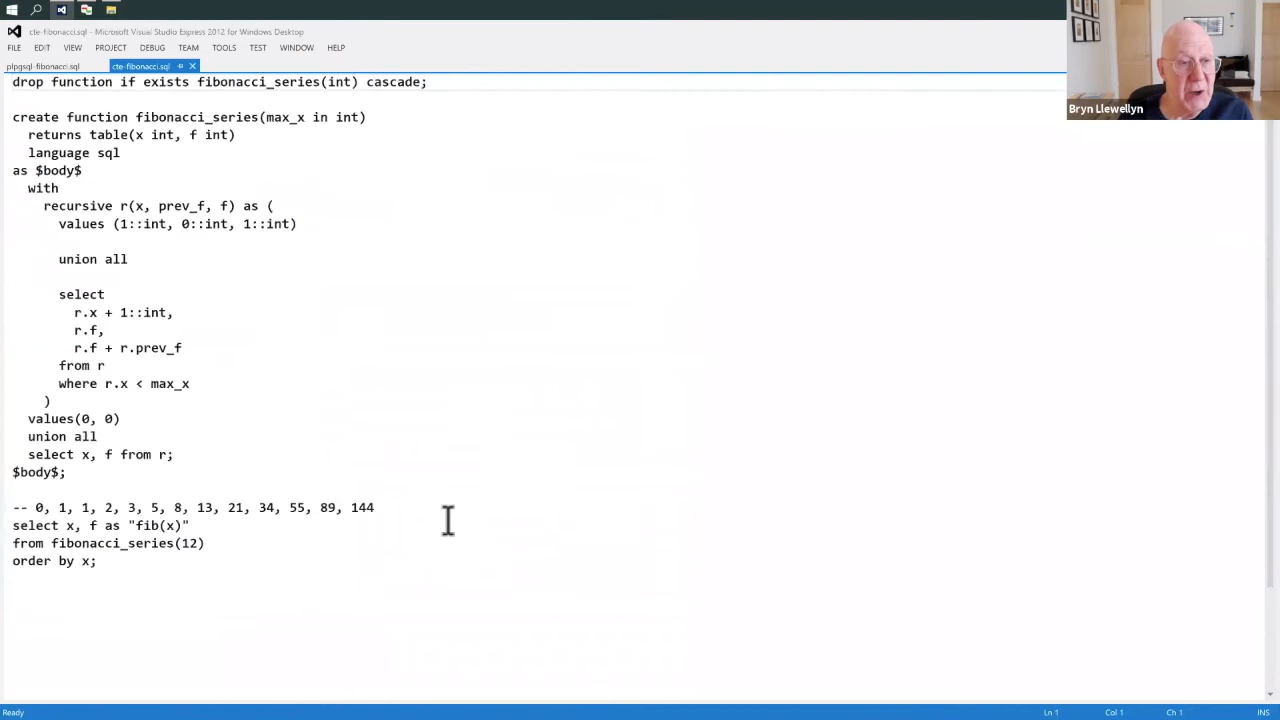 cte-fibonacci.sql - Microsoft Visual Studio Express 2012 for Windows Desktop
FILE EDIT VIEW PROJECT DEBUG TEAM TOOLS TEST WINDOW HELP
plpgsql-fibonacci.sql cte-fibonacci.sql
drop function if exists fibonacci_series(int) cascade;
create function fibonacci_series(max_x in int)
returns table(x int, f int)
language sql
as $body$
with
recursive r(x, prev_f, f) as (
values (1::int, 0::int, 1::int)
union all
select
r.x + 1::int,
r.f,
r.f + r.prev_f
from r
where r.x < max_x
)
values(0, 0)
union all
select x, f from r;
$body$;
-- 0, 1, 1, 2, 3, 5, 8, 13, 21, 34, 55, 89, 144
select x, f as "fib(x)"
from fibonacci_series(12)
order by x;
Bryn Llewellyn
Ready Ln 1 Col 1 Ch 1 INS